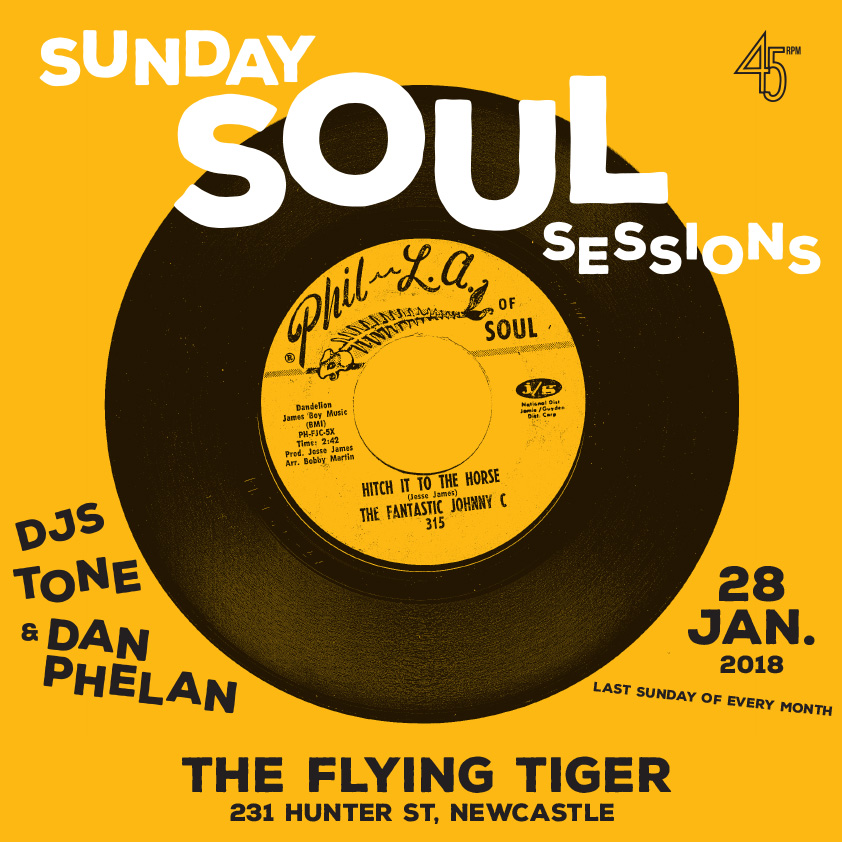 SUNDAY
SOUL
SESSIONS
45 RPM
Phil-L.A.
OF
SOUL
®
Dandelion
James Boy Music
(BMI)
PH-FJC-5X
Time: 2:42
Prod. Jesse James
Arr. Bobby Martin
j/g
National Dist
Jamie/Guyden
Dist. Corp
HITCH IT TO THE HORSE
(Jesse James)
THE FANTASTIC JOHNNY C
315
DJS
TONE
& DAN
PHELAN
28
JAN.
2018
LAST SUNDAY OF EVERY MONTH
THE FLYING TIGER
231 HUNTER ST, NEWCASTLE